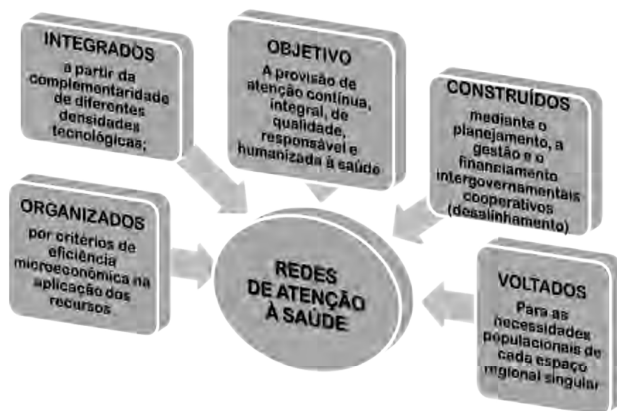 INTEGRADOS
a partir da
complementaridade
de diferentes
densidades
tecnológicas;
OBJETIVO
A provisão de
atenção contínua,
integral, de
qualidade,
responsável e
humanizada à saúde
CONSTRUÍDOS
mediante o
planejamento, a
gestão e o
financiamento
intergovernamentais
cooperativos
(desalinhamento)
ORGANIZADOS
por critérios de
eficiência
microeconômica na
aplicação dos
recursos
REDES
DE ATENÇÃO
À SAÚDE
VOLTADOS
Para as
necessidades
populacionais de
cada espaço
regional singular